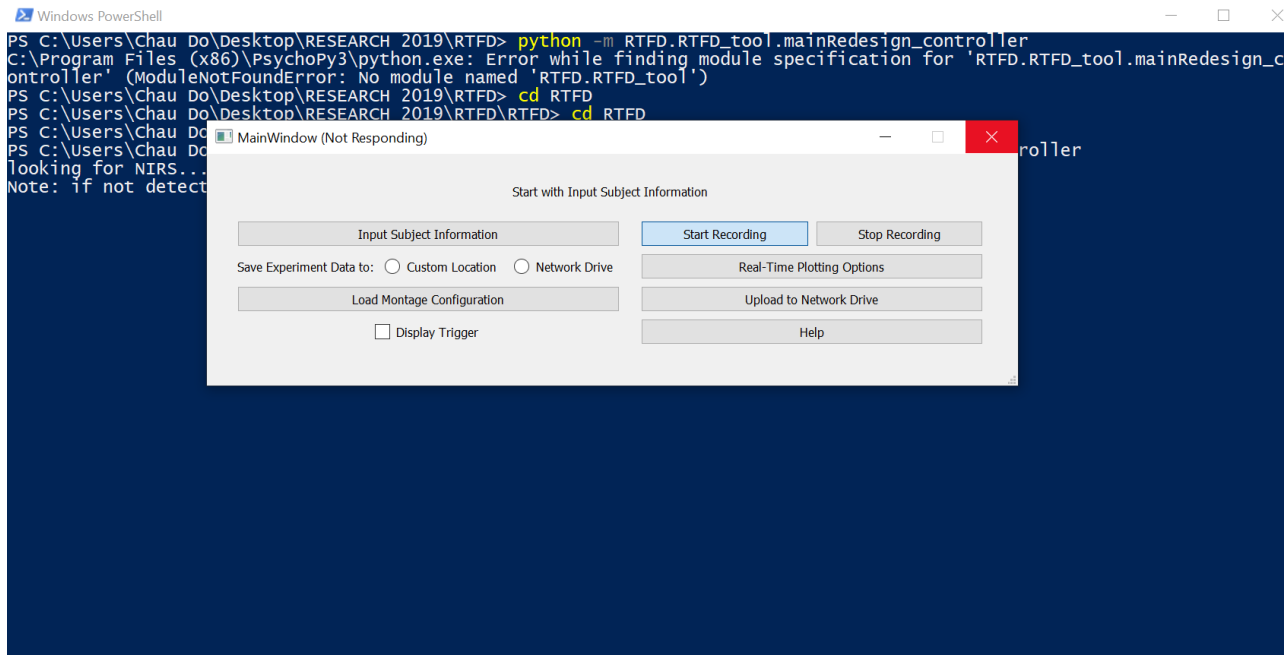 Windows PowerShell
PS C:\Users\Chau Do\Desktop\RESEARCH 2019\RTFD> python -m RTFD.RTFD_tool.mainRedesign_controller
C:\Program Files (x86)\PsychoPy3\python.exe: Error while finding module specification for 'RTFD.RTFD_tool.mainRedesign_c
ontroller' (ModuleNotFoundError: No module named 'RTFD.RTFD_tool')
PS C:\Users\Chau Do\Desktop\RESEARCH 2019\RTFD> cd RTFD
PS C:\Users\Chau Do\Desktop\RESEARCH 2019\RTFD\RTFD> cd RTFD
PS C:\Users\Chau Do
PS C:\Users\Chau Do roller
looking for NIRS...
Note: if not detect
MainWindow (Not Responding)
Start with Input Subject Information
Input Subject Information Start Recording Stop Recording
Save Experiment Data to: Custom Location Network Drive Real-Time Plotting Options
Load Montage Configuration Upload to Network Drive
Display Trigger Help